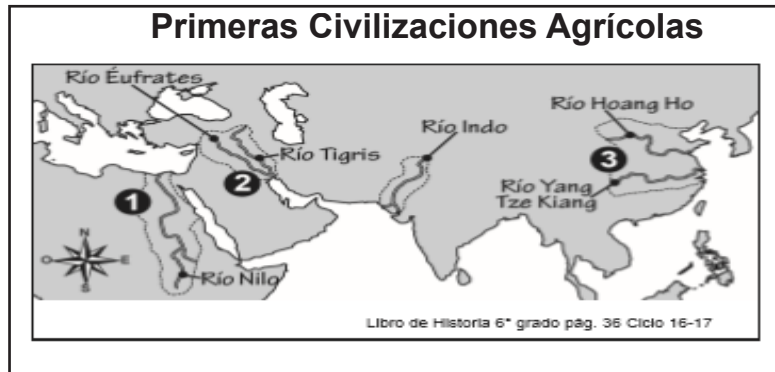 Primeras Civilizaciones Agrícolas
Río Éufrates
Río Tigris
Río Indo
Río Hoang Ho
Río Yang
Tze Kiang
Río Nilo
1
2
3
N
O
E
S
Libro de Historia 6° grado pág. 36 Ciclo 16-17